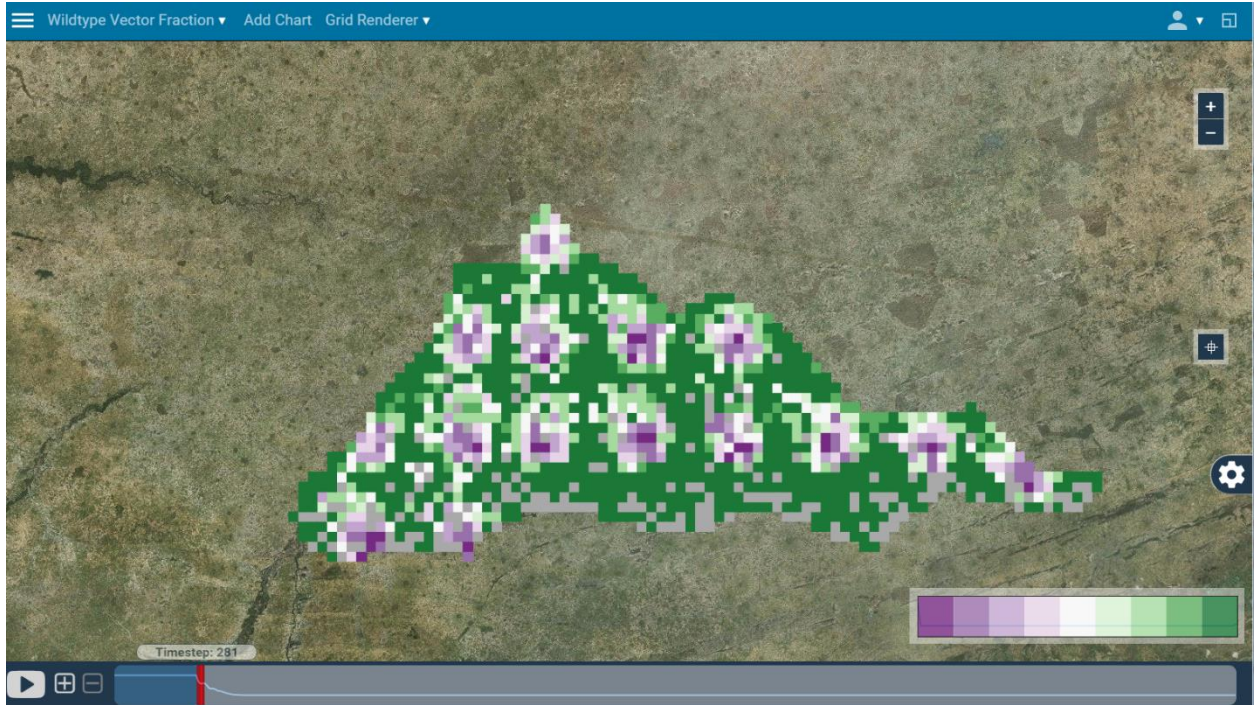 Wildtype Vector Fraction ▾ Add Chart Grid Renderer ▾
+
−
Timestep: 281